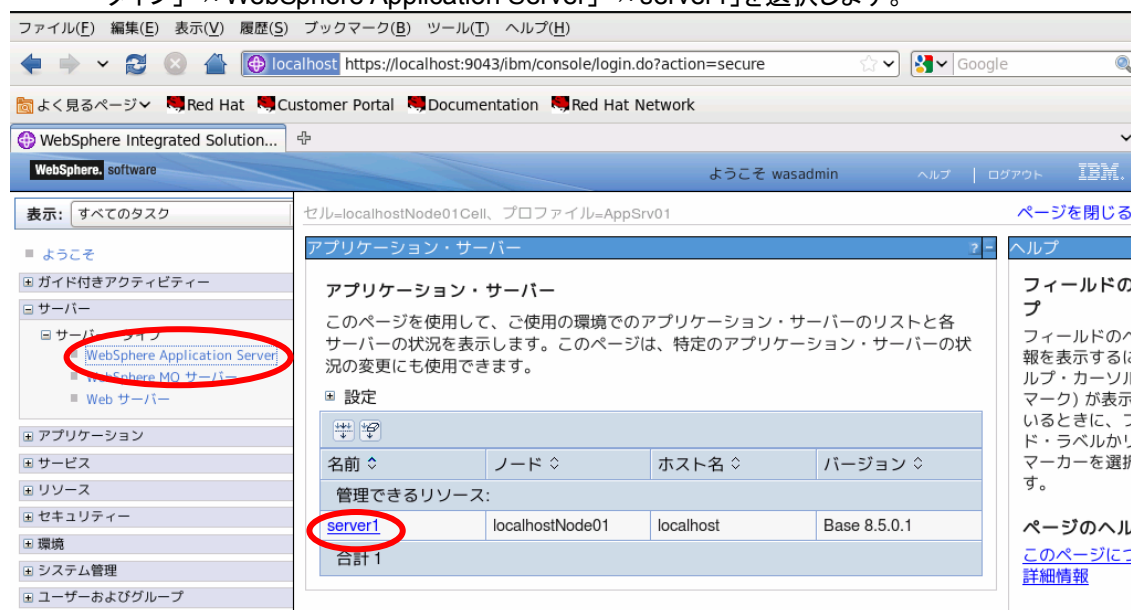 」→「WebSphere Application Server」→「server1」を選択します。
ファイル(F) 編集(E) 表示(V) 履歴(S) ブックマーク(B) ツール(T) ヘルプ(H)
localhost https://localhost:9043/ibm/console/login.do?action=secure Google
よく見るページ Red Hat Customer Portal Documentation Red Hat Network
WebSphere Integrated Solution...
WebSphere. software ようこそ wasadmin ヘルプ | ログアウト IBM.
表示: すべてのタスク
ようこそ
ガイド付きアクティビティー
サーバー
WebSphere Application Server
WebSphere MQ サーバー
Web サーバー
アプリケーション
サービス
リソース
セキュリティー
環境
システム管理
ユーザーおよびグループ
セル=localhostNode01Cell、プロファイル=AppSrv01
ページを閉じる
アプリケーション・サーバー ? -
アプリケーション・サーバー
このページを使用して、ご使用の環境でのアプリケーション・サーバーのリストと各
サーバーの状況を表示します。このページは、特定のアプリケーション・サーバーの状
況の変更にも使用できます。
設定
名前 ノード ホスト名 バージョン
管理できるリソース:
server1 localhostNode01 localhost Base 8.5.0.1
合計 1
ヘルプ
フィールドの
プ
フィールドの
報を表示する
ルプ・カーソル
マーク) が表示
いるときに、
ド・ラベルか
マーカーを選択
す。
ページのヘル
このページに
詳細情報